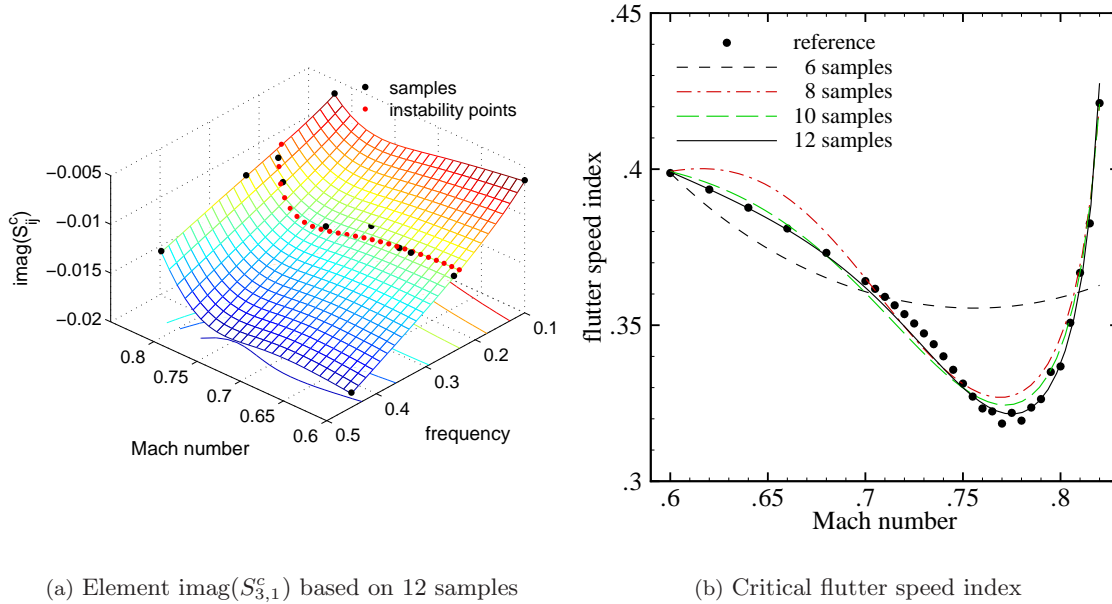 samples
instability points
−0.005
−0.01
−0.015
−0.02
imag(S^c_ij)
0.8
0.75
0.7
0.65
0.6
Mach number
0.5
0.4
0.3
0.2
0.1
frequency
(a) Element imag(S^c_{3,1}) based on 12 samples
.45
.4
.35
.3
flutter speed index
reference
6 samples
8 samples
10 samples
12 samples
.6 .65 .7 .75 .8
Mach number
(b) Critical flutter speed index